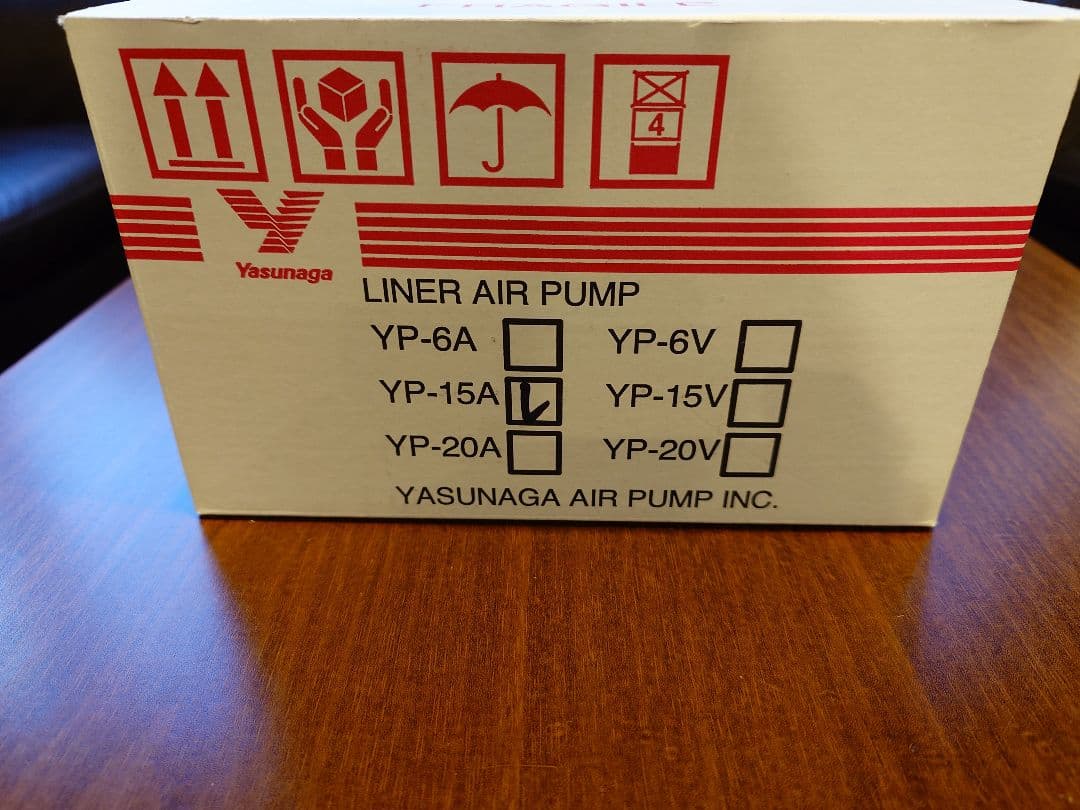 4
Yasunaga
LINER AIR PUMP
YP-6A YP-6V
YP-15A YP-15V
YP-20A YP-20V
YASUNAGA AIR PUMP INC.